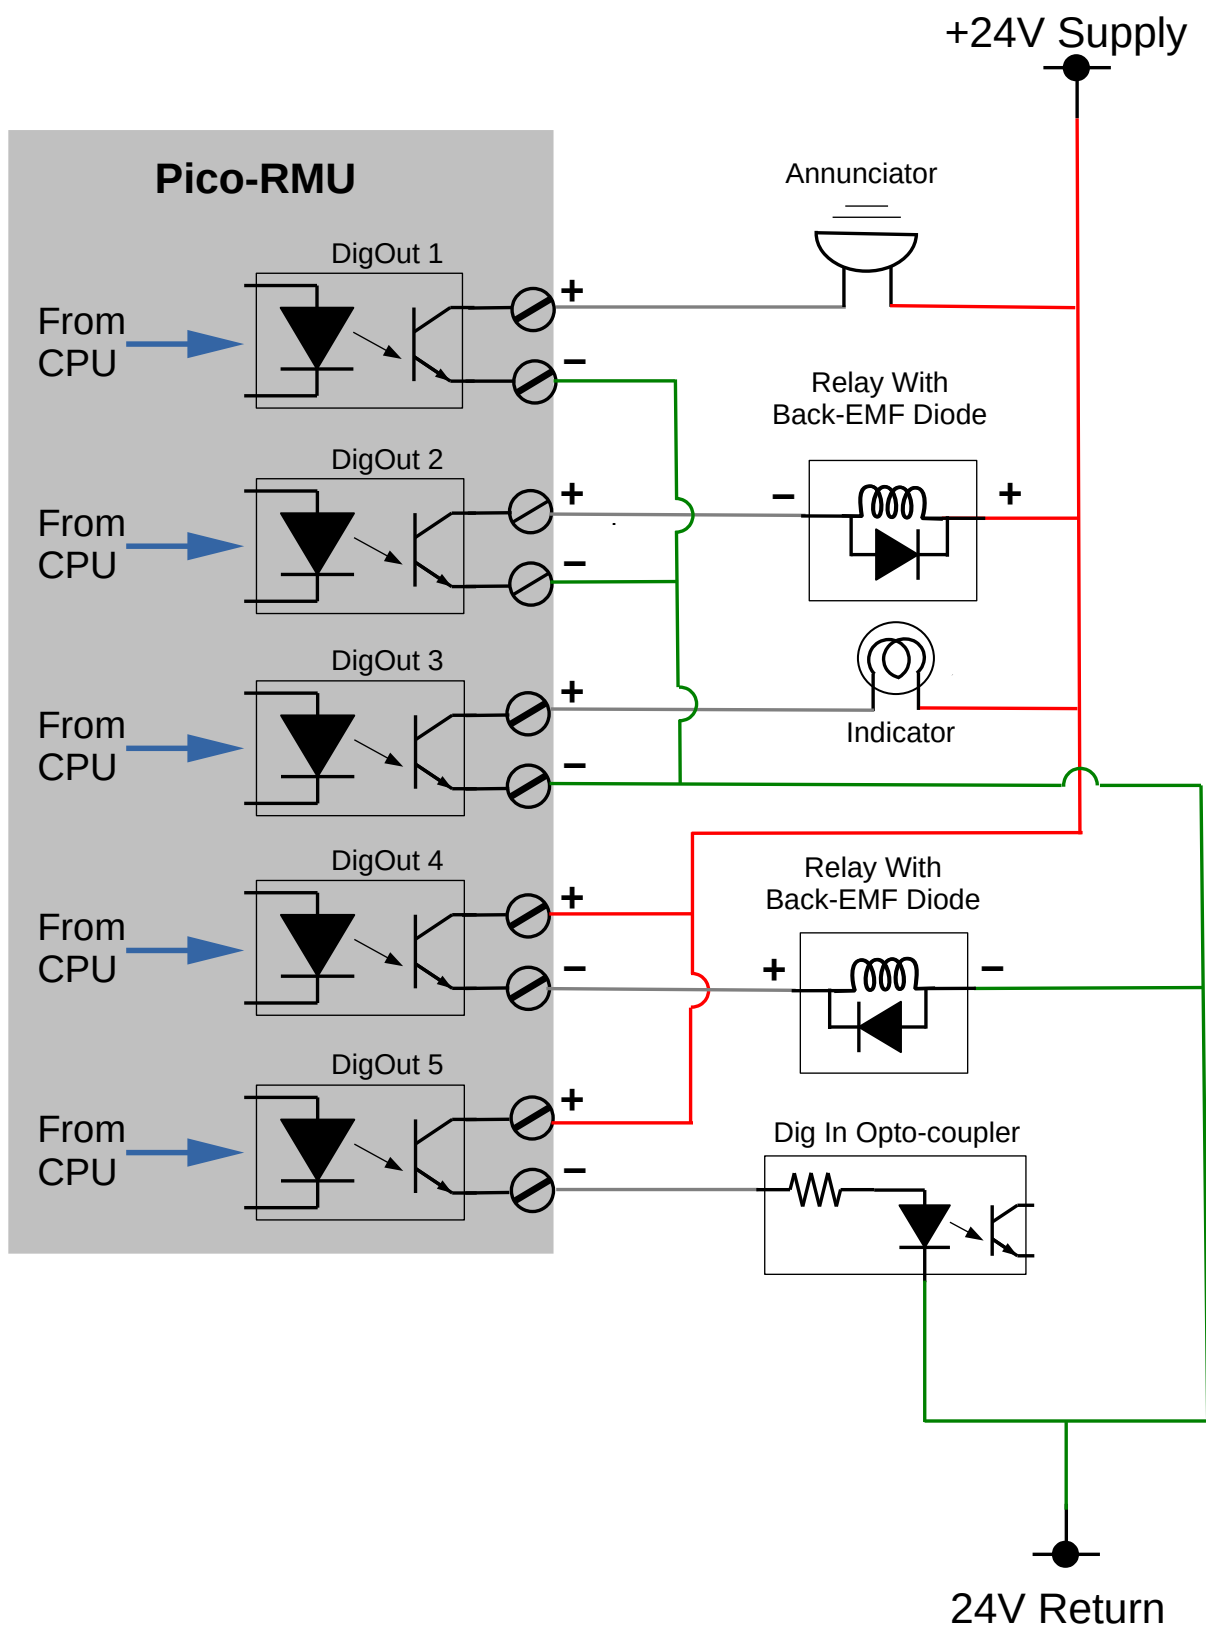 +24V Supply
Pico-RMU
Annunciator
DigOut 1
+
From
CPU
−
Relay With
Back-EMF Diode
DigOut 2
+
− +
From
CPU
−
DigOut 3
+
From
CPU
Indicator
−
DigOut 4
Relay With
Back-EMF Diode
+
From
CPU
−
+ −
DigOut 5
+
From
CPU
Dig In Opto-coupler
−
24V Return